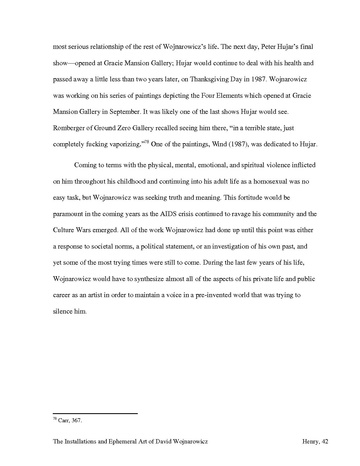 most serious relationship of the rest of Wojnarowicz's life. The next day, Peter Hujar's final
show—opened at Gracie Mansion Gallery; Hujar would continue to deal with his health and
passed away a little less than two years later, on Thanksgiving Day in 1987. Wojnarowicz
was working on his series of paintings depicting the Four Elements which opened at Gracie
Mansion Gallery in September. It was likely one of the last shows Hujar would see.
Romberger of Ground Zero Gallery recalled seeing him there, "in a terrible state, just
completely fucking vaporizing."78 One of the paintings, Wind (1987), was dedicated to Hujar.
Coming to terms with the physical, mental, emotional, and spiritual violence inflicted
on him throughout his childhood and continuing into his adult life as a homosexual was no
easy task, but Wojnarowicz was seeking truth and meaning. This fortitude would be
paramount in the coming years as the AIDS crisis continued to ravage his community and the
Culture Wars emerged. All of the work Wojnarowicz had done up until this point was either
a response to societal norms, a political statement, or an investigation of his own past, and
yet some of the most trying times were still to come. During the last few years of his life,
Wojnarowicz would have to synthesize almost all of the aspects of his private life and public
career as an artist in order to maintain a voice in a pre-invented world that was trying to
silence him.
78 Carr, 367.
The Installations and Ephemeral Art of David Wojnarowicz Henry, 42